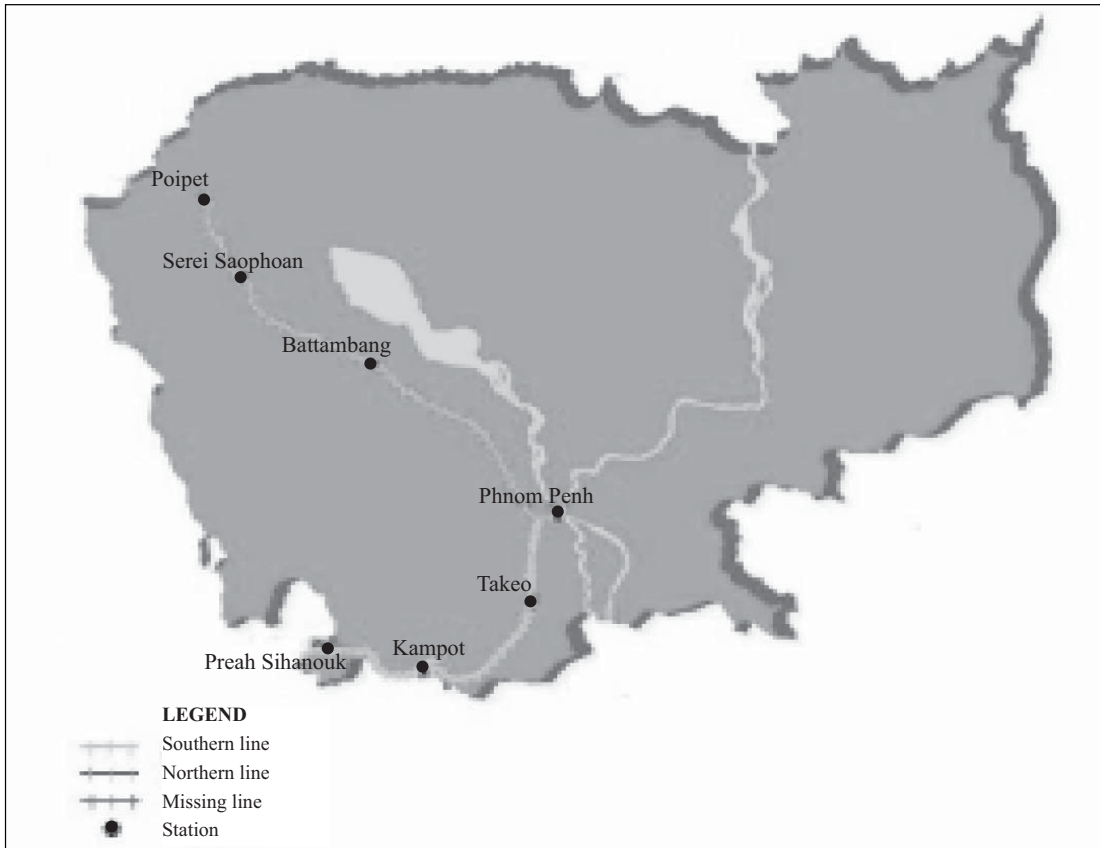 Poipet
Serei Saophoan
Battambang
Phnom Penh
Takeo
Kampot
Preah Sihanouk
LEGEND
Southern line
Northern line
Missing line
Station